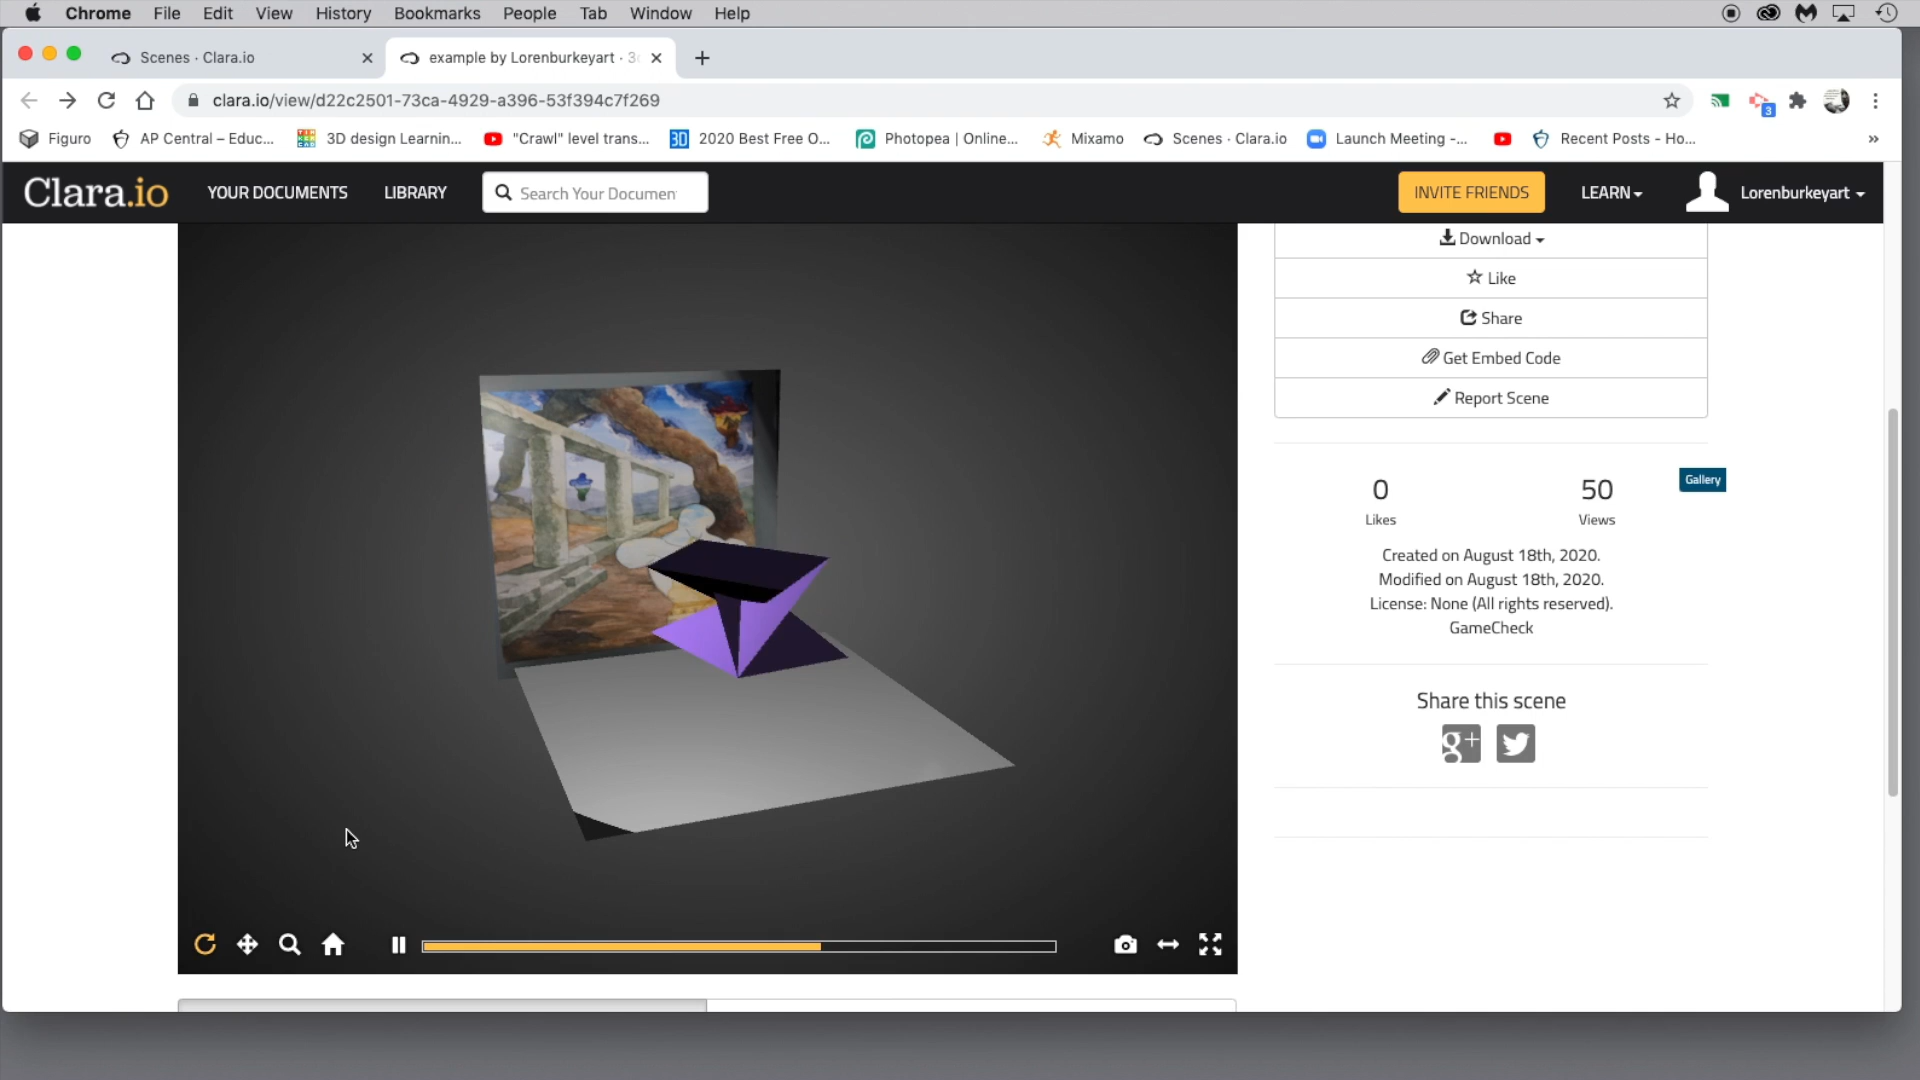 Chrome File Edit View History Bookmarks People Tab Window Help
Scenes · Clara.io
example by Lorenburkeyart · 3
clara.io/view/d22c2501-73ca-4929-a396-53f394c7f269
3
Figuro
AP Central – Educ...
3D design Learnin...
"Crawl" level trans...
3D 2020 Best Free O...
Photopea | Online...
Mixamo
Scenes · Clara.io
Launch Meeting -...
Recent Posts - Ho...
»
Clara.io
YOUR DOCUMENTS
LIBRARY
Search Your Documen
INVITE FRIENDS
LEARN
Lorenburkeyart
Download
Like
Share
Get Embed Code
Report Scene
0
Likes
50
Views
Gallery
Created on August 18th, 2020.
Modified on August 18th, 2020.
License: None (All rights reserved).
GameCheck
Share this scene
g+